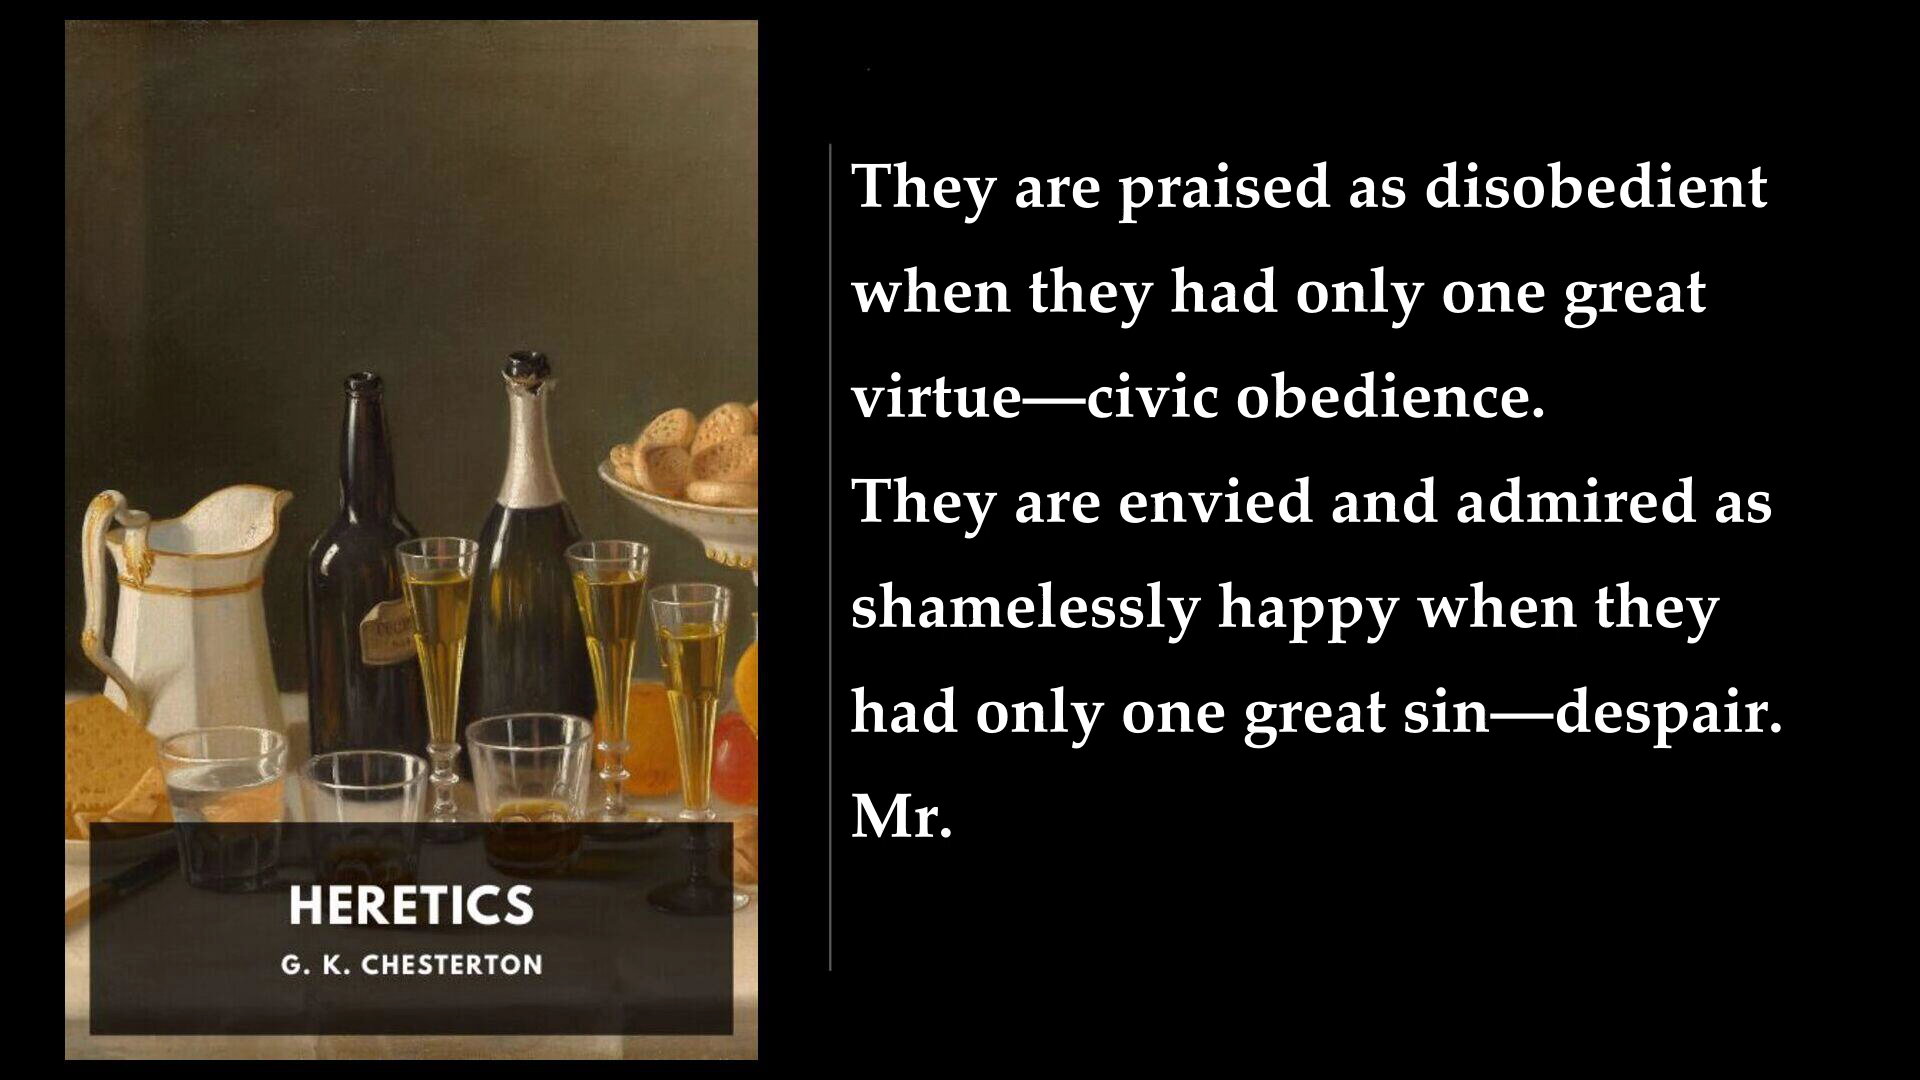 They are praised as disobedient
when they had only one great
virtue—civic obedience.
They are envied and admired as
shamelessly happy when they
had only one great sin—despair.
Mr.
HERETICS
G. K. CHESTERTON